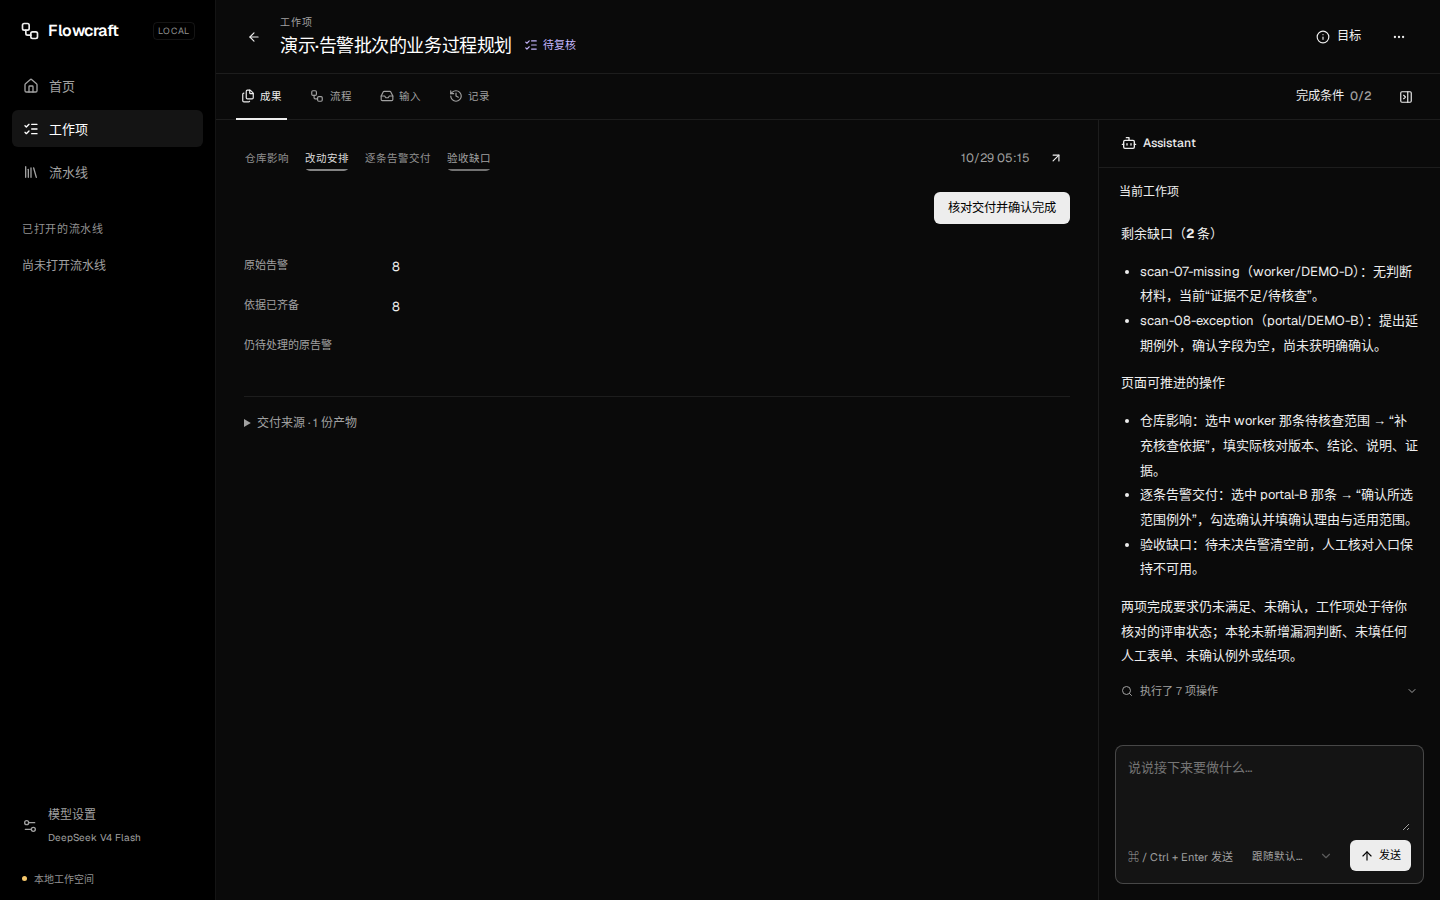 Flowcraft
LOCAL
首页
工作项
流水线
已打开的流水线
尚未打开流水线
模型设置
DeepSeek V4 Flash
本地工作空间
工作项
演示·告警批次的业务过程规划
待复核
目标
成果
流程
输入
记录
完成条件 0/2
仓库影响
改动安排
逐条告警交付
验收缺口
10/29 05:15
核对交付并确认完成
原始告警 8
依据已齐备 8
仍待处理的原告警
交付来源 · 1 份产物
Assistant
当前工作项
剩余缺口（2 条）
scan-07-missing（worker/DEMO-D）：无判断
材料，当前“证据不足/待核查”。
scan-08-exception（portal/DEMO-B）：提出延
期例外，确认字段为空，尚未获明确确认。
页面可推进的操作
仓库影响：选中 worker 那条待核查范围 → “补
充核查依据”，填实际核对版本、结论、说明、证
据。
逐条告警交付：选中 portal-B 那条 → “确认所选
范围例外”，勾选确认并填确认理由与适用范围。
验收缺口：待未决告警清空前，人工核对入口保
持不可用。
两项完成要求仍未满足、未确认，工作项处于待你
核对的评审状态；本轮未新增漏洞判断、未填任何
人工表单、未确认例外或结项。
执行了 7 项操作
说说接下来要做什么...
⌘ / Ctrl + Enter 发送
跟随默认...
发送